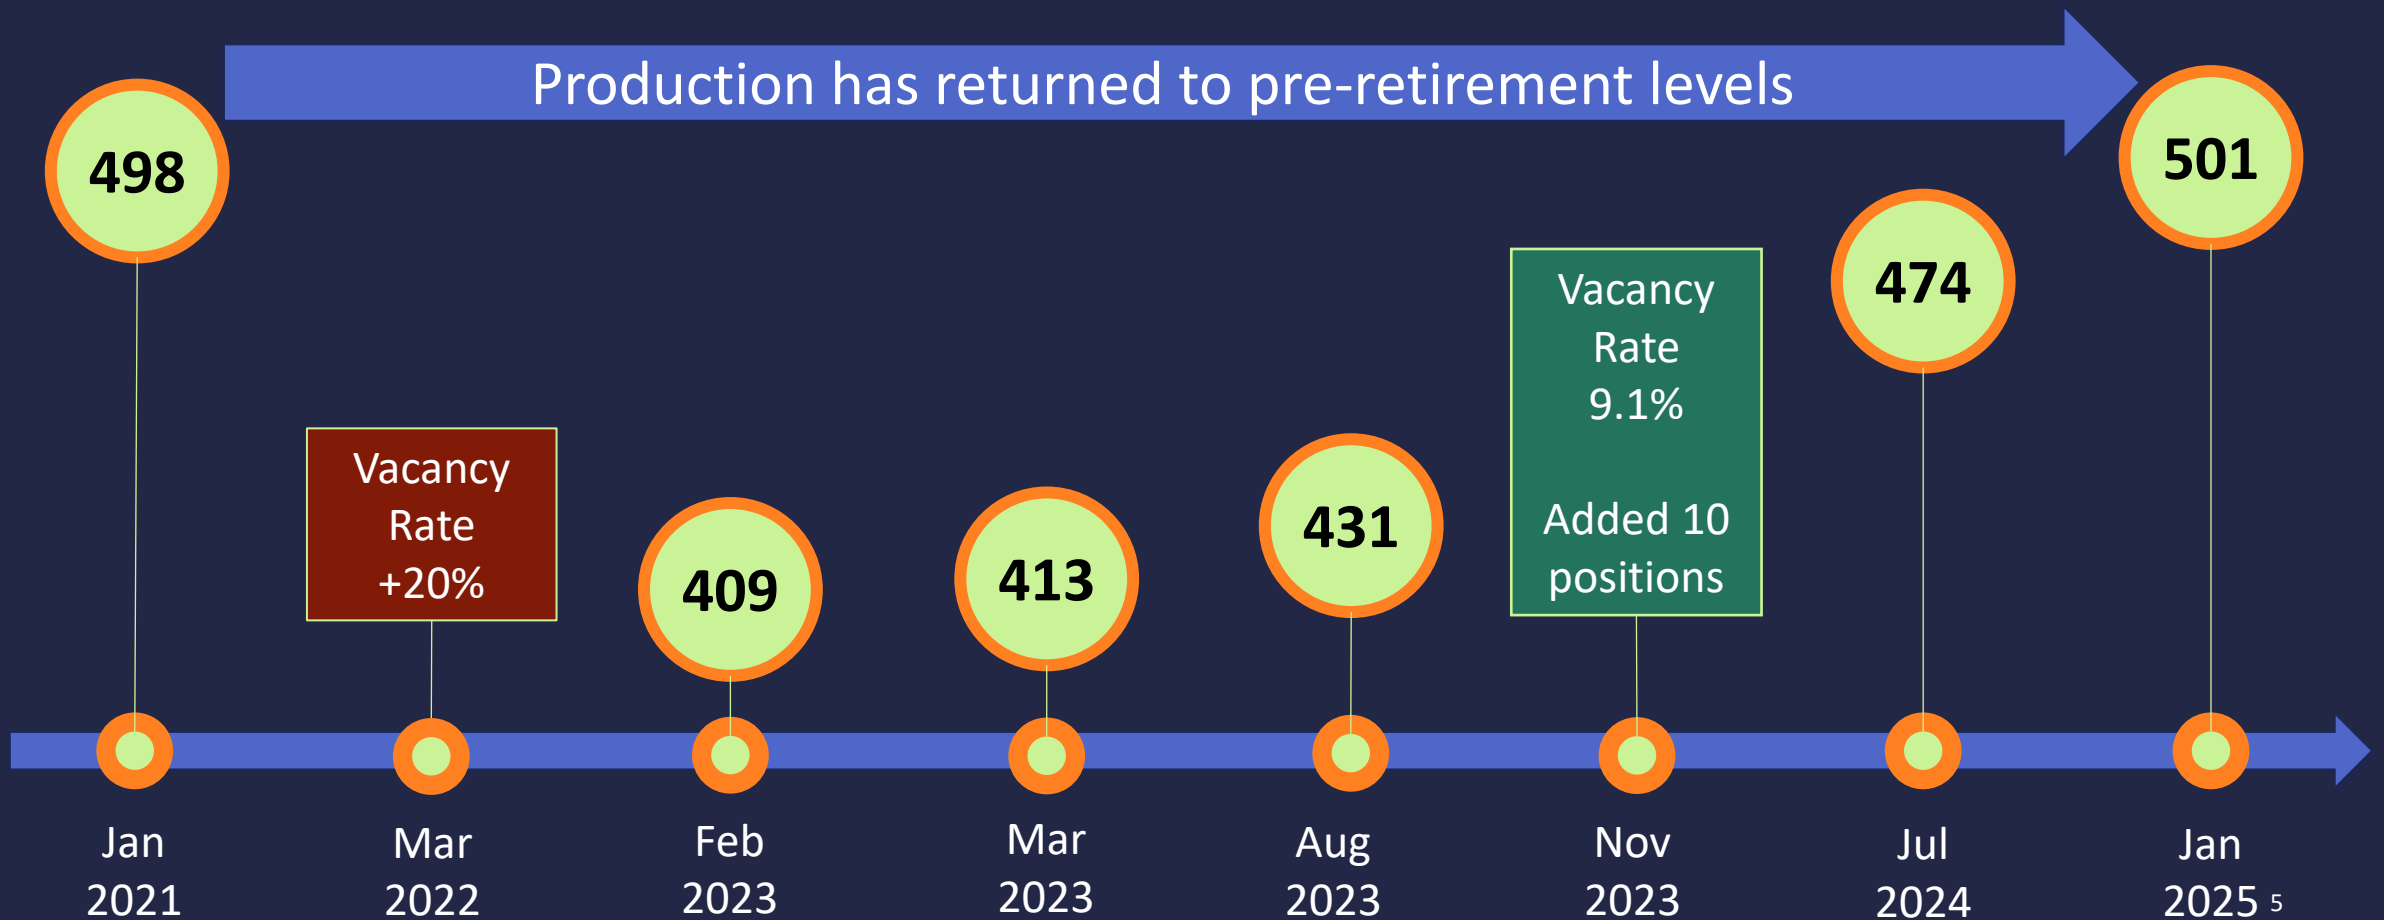 Production has returned to pre-retirement levels
498
Vacancy
Rate
+20%
409
413
431
Vacancy
Rate
9.1%
Added 10
positions
474
501
Jan
2021
Mar
2022
Feb
2023
Mar
2023
Aug
2023
Nov
2023
Jul
2024
Jan
2025
5